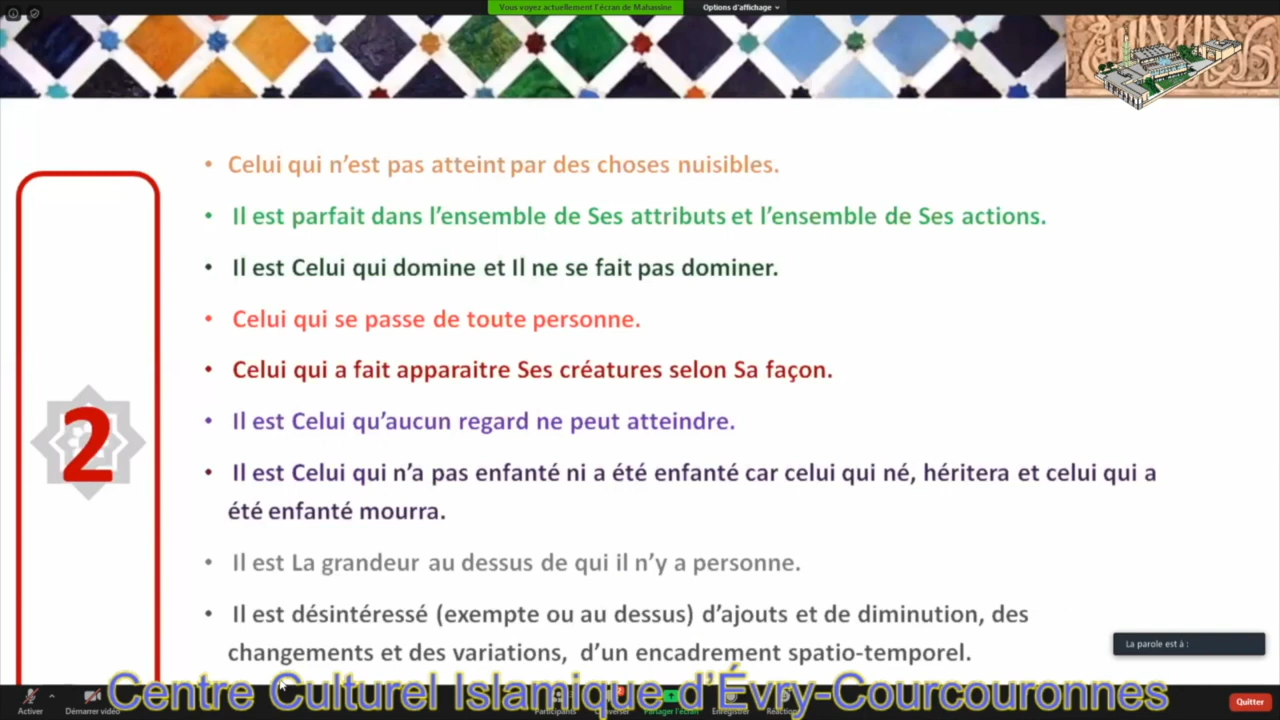 Vous voyez actuellement l'écran de Mahassine
Options d'affichage
• Celui qui n'est pas atteint par des choses nuisibles.
• Il est parfait dans l'ensemble de Ses attributs et l'ensemble de Ses actions.
• Il est Celui qui domine et Il ne se fait pas dominer.
• Celui qui se passe de toute personne.
• Celui qui a fait apparaitre Ses créatures selon Sa façon.
• Il est Celui qu'aucun regard ne peut atteindre.
2
• Il est Celui qui n'a pas enfanté ni a été enfanté car celui qui né, héritera et celui qui a
été enfanté mourra.
• Il est La grandeur au dessus de qui il n'y a personne.
• Il est désintéressé (exempte ou au dessus) d'ajouts et de diminution, des
changements et des variations, d'un encadrement spatio-temporel.
La parole est à :
Centre Culturel Islamique d'Évry-Courcouronnes
Activer
Démarrer vidéo
Participants
Converser
Partager l'écran
Enregistrer
Réactions
Quitter